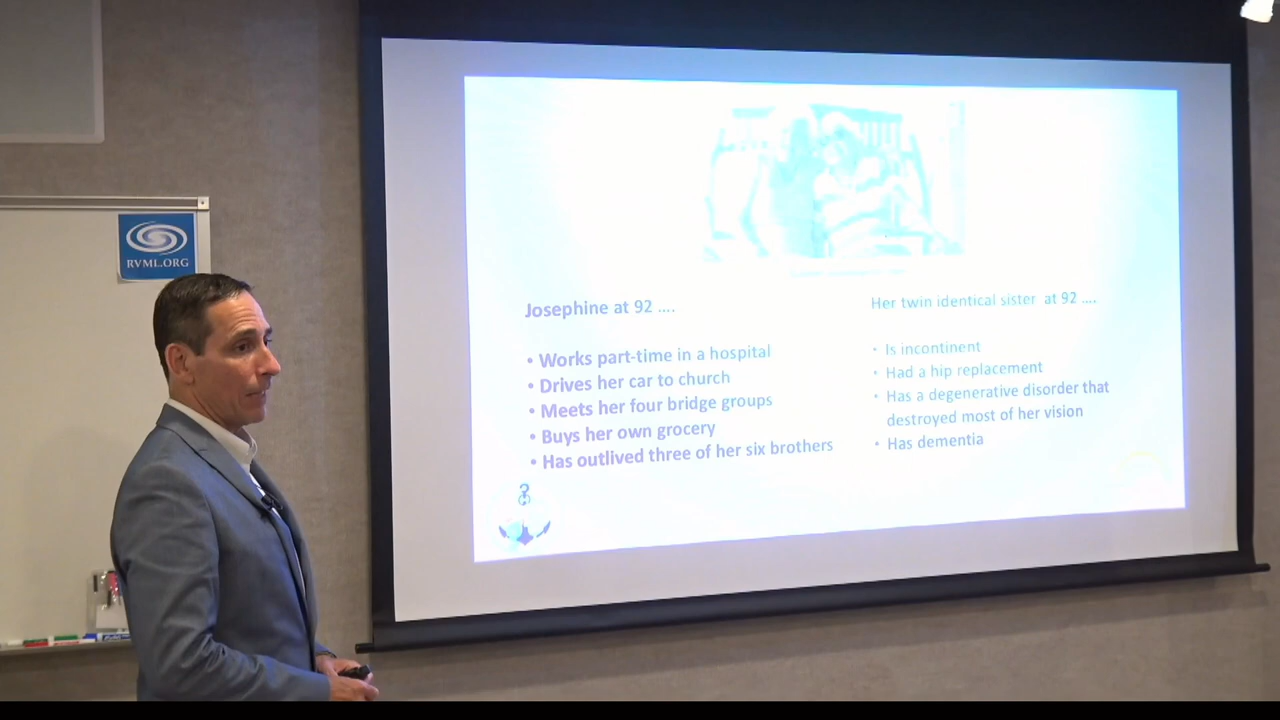 RVML.ORG
Josephine at 92 ....
• Works part-time in a hospital
• Drives her car to church
• Meets her four bridge groups
• Buys her own grocery
• Has outlived three of her six brothers
Her twin identical sister at 92 ....
• Is incontinent
• Had a hip replacement
• Has a degenerative disorder that
destroyed most of her vision
• Has dementia